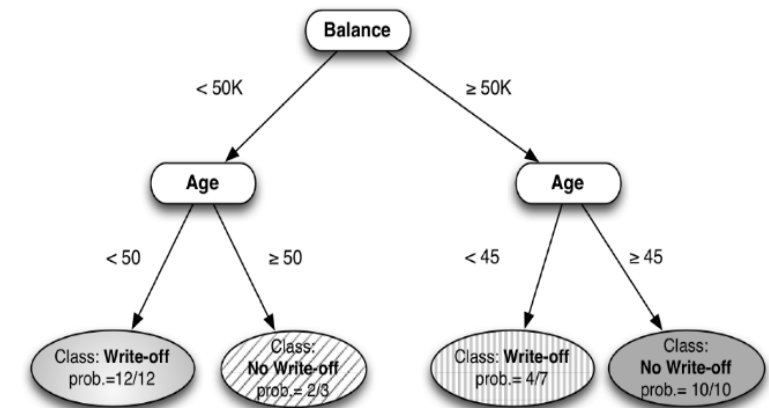 Balance
< 50K
≥ 50K
Age
Age
< 50
≥ 50
< 45
≥ 45
Class: Write-off
prob.=12/12
Class:
No Write-off
prob.= 2/3
Class: Write-off
prob.= 4/7
Class:
No Write-off
prob.= 10/10